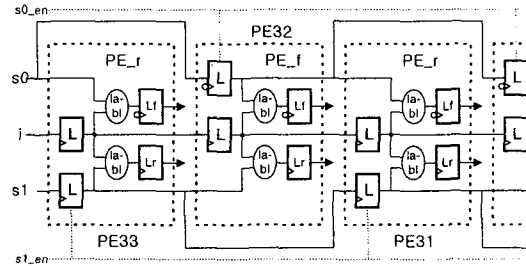 s0_en
PE32
PE_r
PE_f
PE_r
s0
L
L
|a-b|
Lf
|a-b|
Lf
|a-b|
Lf
i
L
L
L
L
|a-b|
Lr
|a-b|
Lr
|a-b|
Lr
s1
L
L
PE33
PE31
s1_en